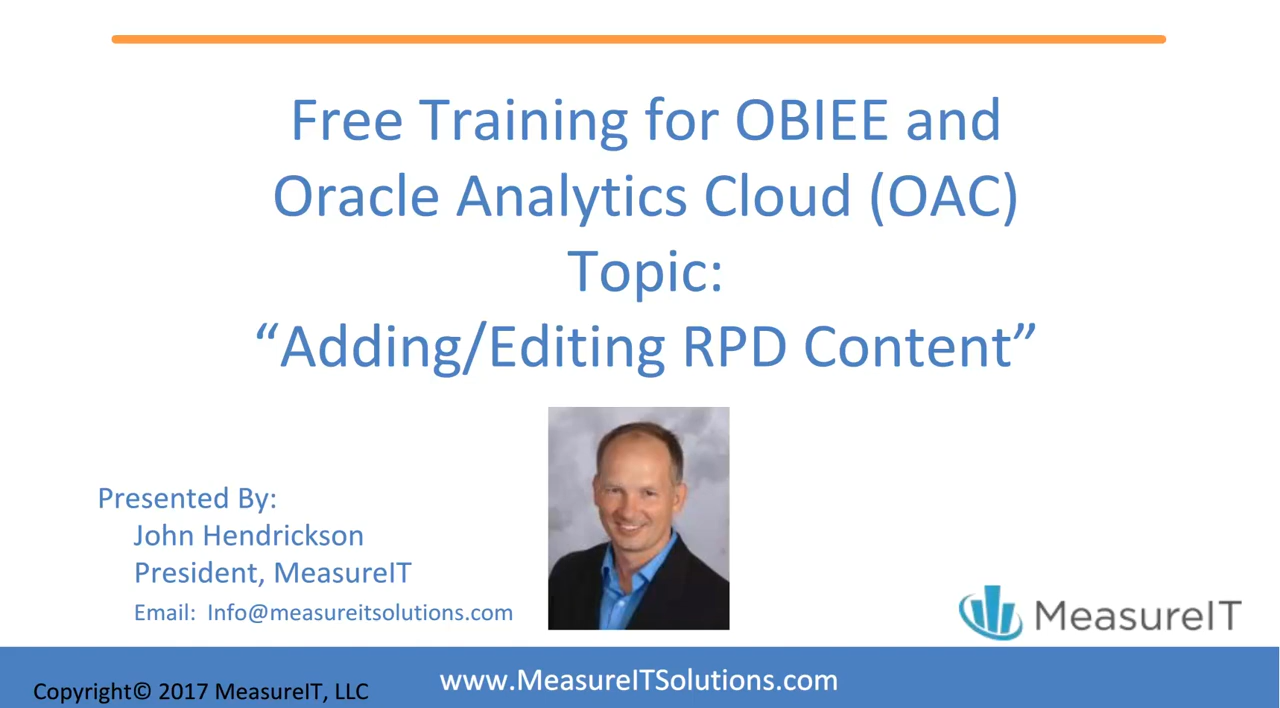 Free Training for OBIEE and
Oracle Analytics Cloud (OAC)
Topic:
“Adding/Editing RPD Content”
Presented By:
John Hendrickson
President, MeasureIT
Email: Info@measureitsolutions.com
MeasureIT
www.MeasureITSolutions.com
Copyright© 2017 MeasureIT, LLC